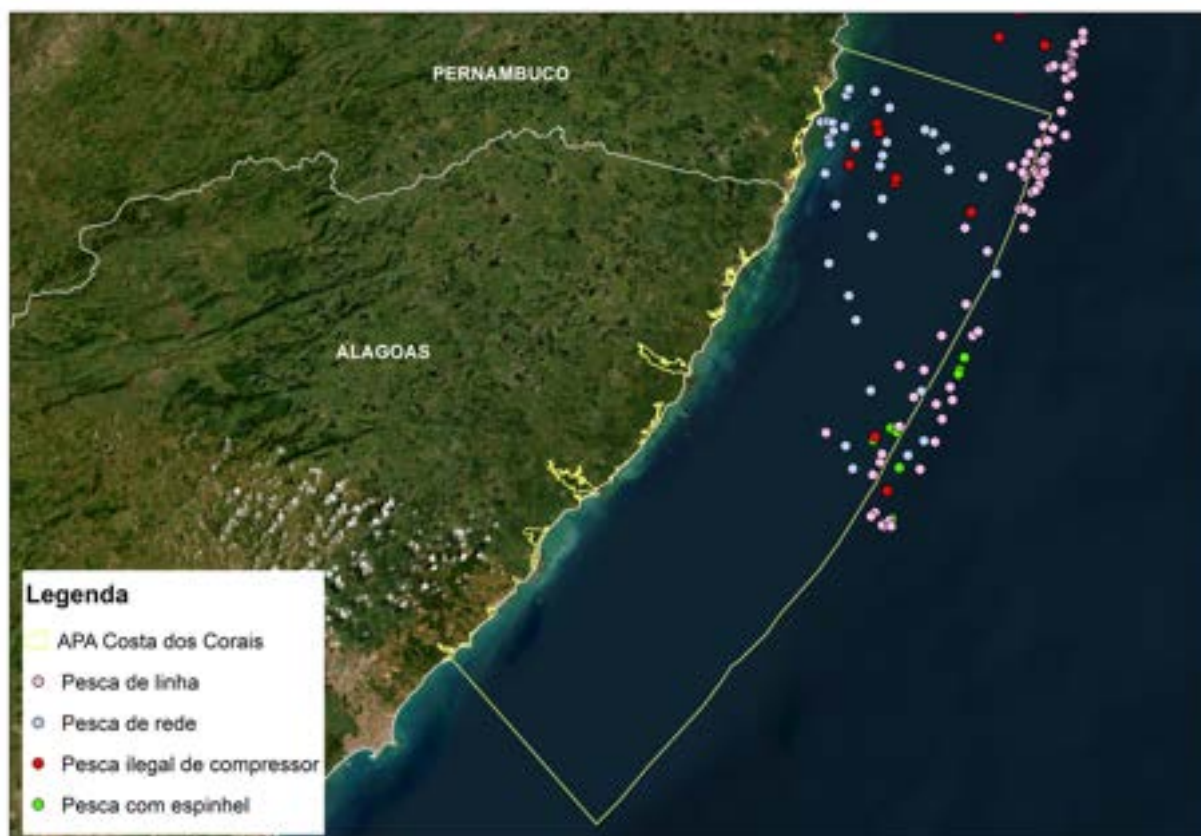 PERNAMBUCO
ALAGOAS
Legenda
APA Costa dos Corais
Pesca de linha
Pesca de rede
Pesca ilegal de compressor
Pesca com espinhel